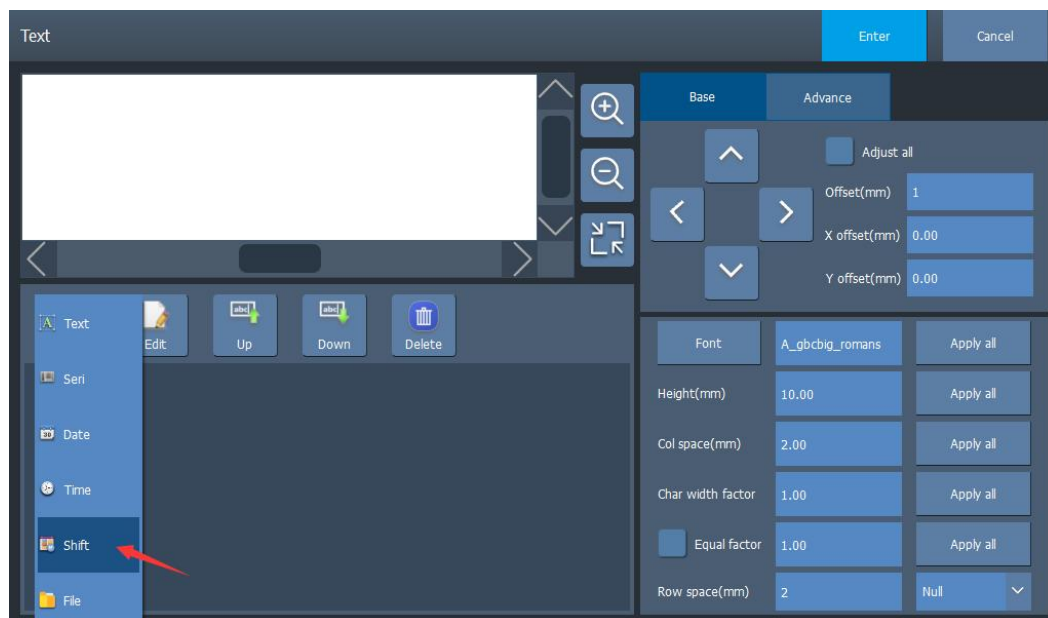 Text
Enter
Cancel
Base
Advance
Adjust all
Offset(mm) 1
X offset(mm) 0.00
Y offset(mm) 0.00
Text
Seri
Date
Time
Shift
File
Edit
abc
Up
abc
Down
Delete
Font A_gbcbig_romans Apply all
Height(mm) 10.00 Apply all
Col space(mm) 2.00 Apply all
Char width factor 1.00 Apply all
Equal factor 1.00 Apply all
Row space(mm) 2 Null